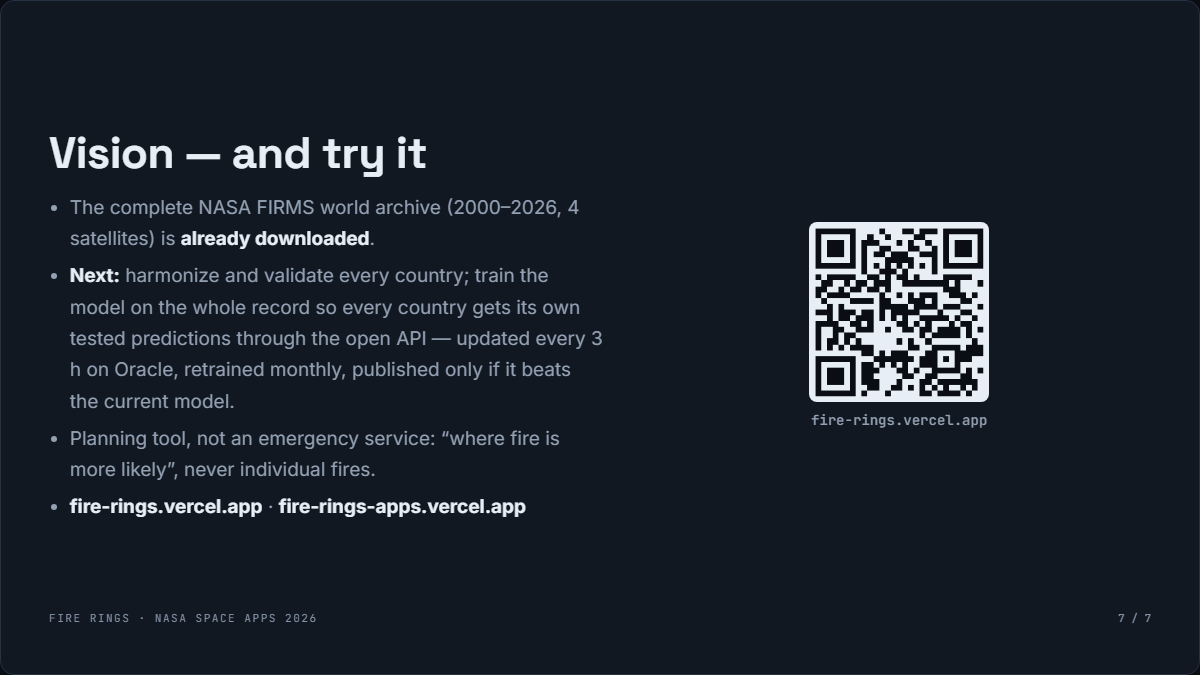 Vision — and try it
• The complete NASA FIRMS world archive (2000–2026, 4
satellites) is already downloaded.
• Next: harmonize and validate every country; train the
model on the whole record so every country gets its own
tested predictions through the open API — updated every 3
h on Oracle, retrained monthly, published only if it beats
the current model.
• Planning tool, not an emergency service: “where fire is
more likely”, never individual fires.
• fire-rings.vercel.app · fire-rings-apps.vercel.app
fire-rings.vercel.app
FIRE RINGS · NASA SPACE APPS 2026
7 / 7